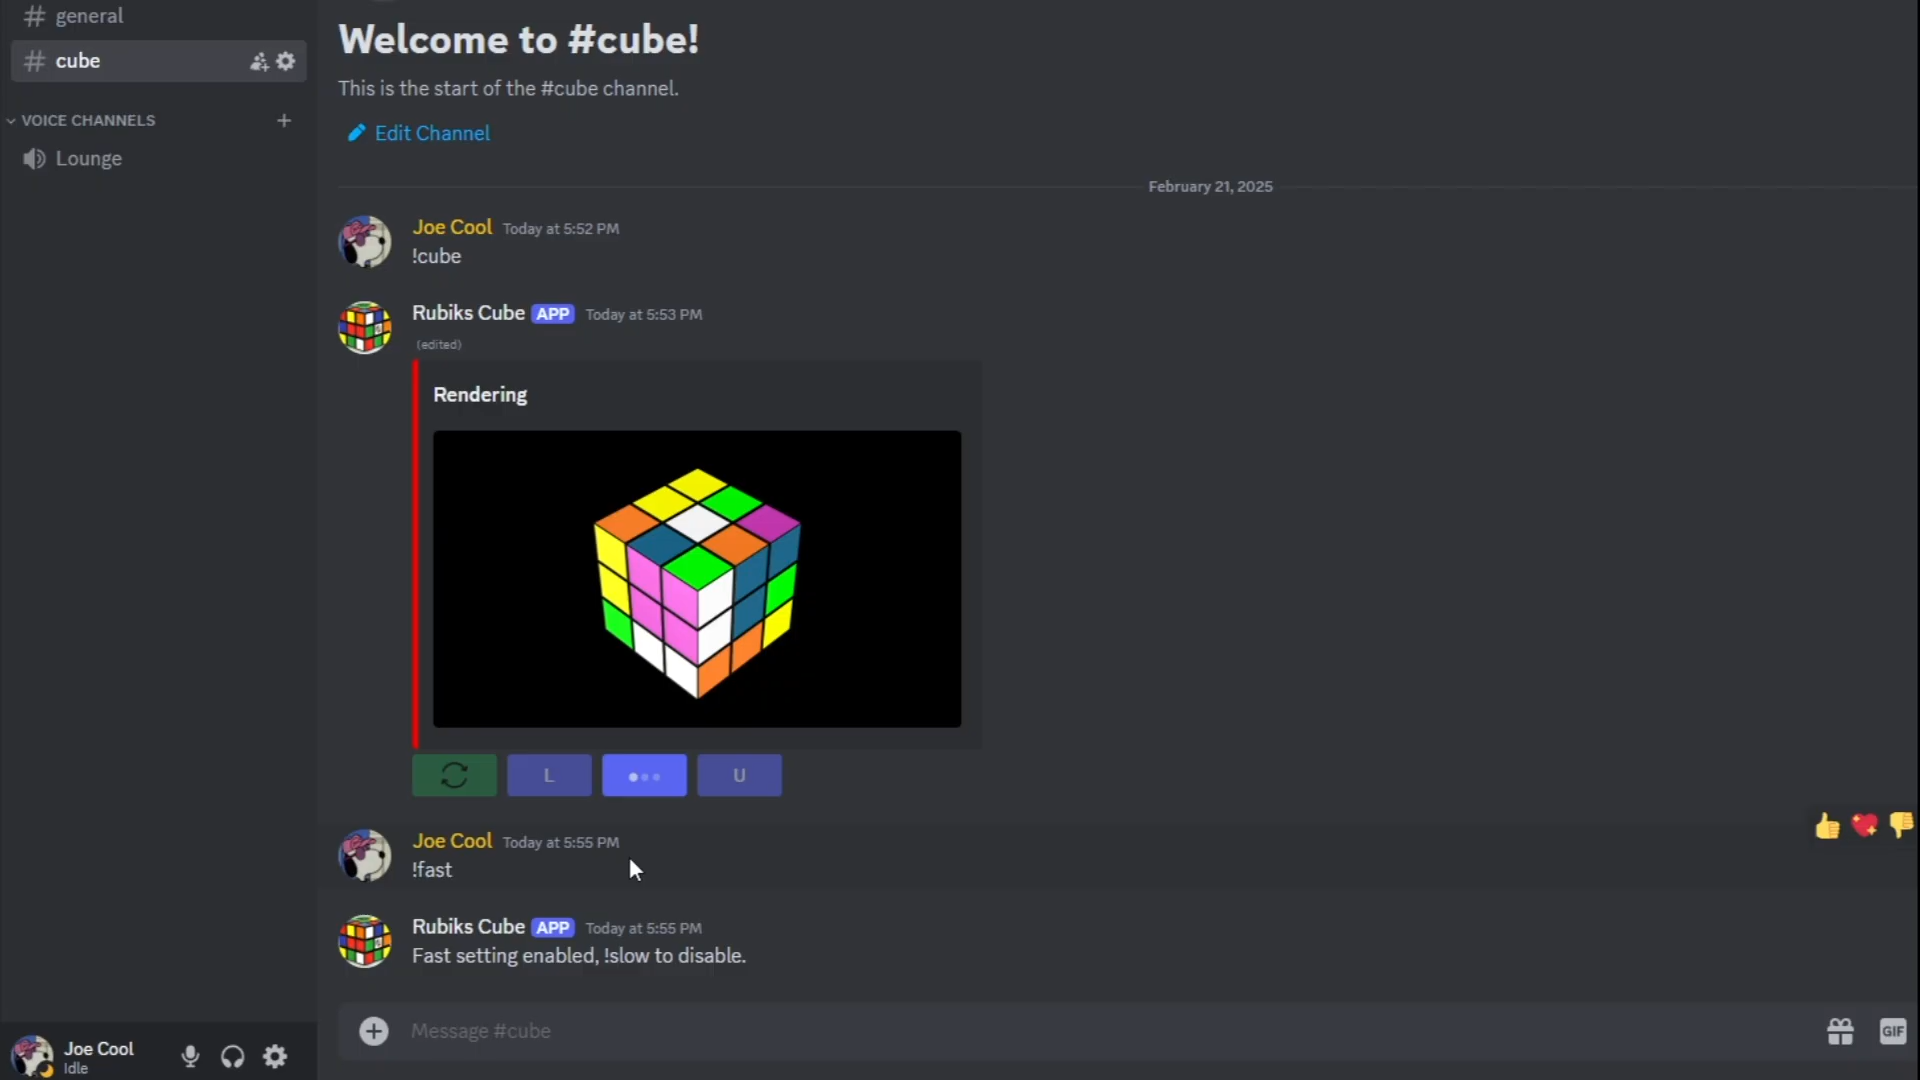 general
cube
VOICE CHANNELS
Lounge
Welcome to #cube!
This is the start of the #cube channel.
Edit Channel
February 21, 2025
Joe Cool Today at 5:52 PM
!cube
Rubiks Cube APP Today at 5:53 PM
(edited)
Rendering
L
U
Joe Cool Today at 5:55 PM
!fast
Rubiks Cube APP Today at 5:55 PM
Fast setting enabled, !slow to disable.
Message #cube
GIF
Joe Cool
Idle